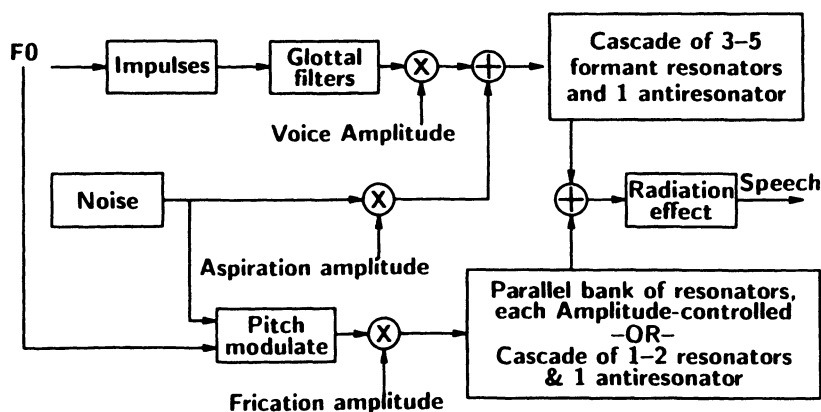 F0
Impulses
Glottal
filters
X
+
Cascade of 3–5
formant resonators
and 1 antiresonator
Voice Amplitude
Noise
X
+
Radiation
effect
Speech
Aspiration amplitude
Pitch
modulate
X
Parallel bank of resonators,
each Amplitude-controlled
–OR–
Cascade of 1–2 resonators
& 1 antiresonator
Frication amplitude